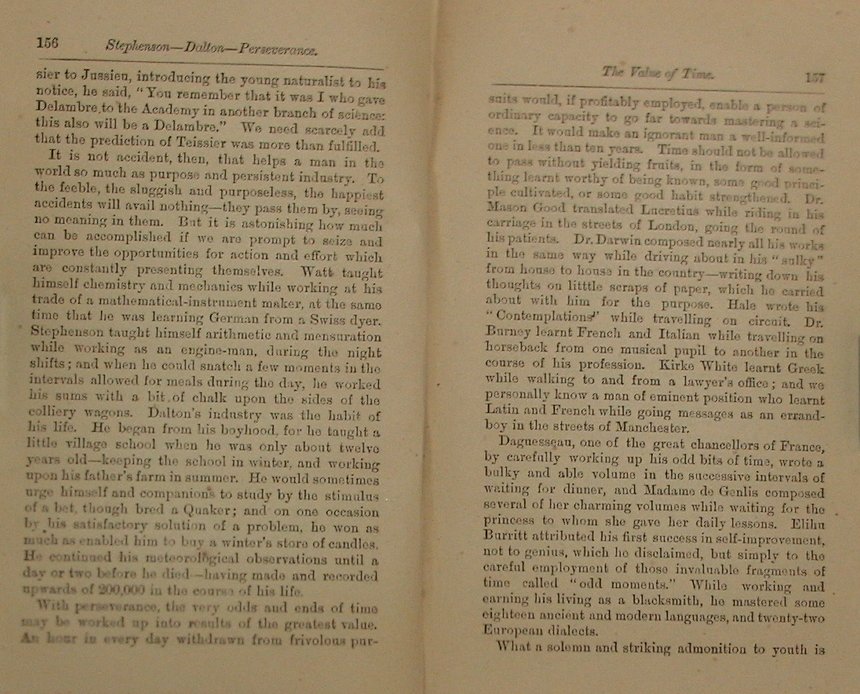 156 Stephenson—Dalton—Perseverance.
sier to Jussieu, introducing the young naturalist to his
notice, he said, "You remember that it was I who gave
Delambre to the Academy in another branch of science:
this also will be a Delambre." We need scarcely add
that the prediction of Teissier was more than fulfilled.
It is not accident, then, that helps a man in the
world so much as purpose and persistent industry. To
the feeble, the sluggish and purposeless, the happiest
accidents will avail nothing—they pass them by, seeing
no meaning in them. But it is astonishing how much
can be accomplished if we are prompt to seize and
improve the opportunities for action and effort which
are constantly presenting themselves. Watt taught
himself chemistry and mechanics while working at his
trade of a mathematical-instrument maker, at the same
time that he was learning German from a Swiss dyer.
Stephenson taught himself arithmetic and mensuration
while working as an engine-man, during the night
shifts; and when he could snatch a few moments in the
intervals allowed for meals during the day, he worked
his sums with a bit of chalk upon the sides of the
colliery wagons. Dalton's industry was the habit of
his life. He began from his boyhood, for he taught a
little village school when he was only about twelve
years old—keeping the school in winter, and working
upon his father's farm in summer. He would sometimes
urge himself and companions to study by the stimulus
of a bet, though bred a Quaker; and on one occasion
by his satisfactory solution of a problem, he won as
much as enabled him to buy a winter's store of candles.
He continued his meteorological observations until a
day or two before he died—having made and recorded
upwards of 200,000 in the course of his life.
With perseverance, the very odds and ends of time
may be worked up into results of the greatest value.
An hour in every day withdrawn from frivolous pur-
The Value of Time. 157
suits would, if profitably employed, enable a person of
ordinary capacity to go far towards mastering a sci-
ence. It would make an ignorant man a well-informed
one in less than ten years. Time should not be allowed
to pass without yielding fruits, in the form of some-
thing learnt worthy of being known, some good princi-
ple cultivated, or some good habit strengthened. Dr.
Mason Good translated Lucretius while riding in his
carriage in the streets of London, going the round of
his patients. Dr. Darwin composed nearly all his works
in the same way while driving about in his "sulky"
from house to house in the country—writing down his
thoughts on litttle scraps of paper, which he carried
about with him for the purpose. Hale wrote his
"Contemplations" while travelling on circuit. Dr.
Burney learnt French and Italian while travelling on
horseback from one musical pupil to another in the
course of his profession. Kirke White learnt Greek
while walking to and from a lawyer's office; and we
personally know a man of eminent position who learnt
Latin and French while going messages as an errand-
boy in the streets of Manchester.
Daguesseau, one of the great chancellors of France,
by carefully working up his odd bits of time, wrote a
bulky and able volume in the successive intervals of
waiting for dinner, and Madame de Genlis composed
several of her charming volumes while waiting for the
princess to whom she gave her daily lessons. Elihu
Burritt attributed his first success in self-improvement,
not to genius, which he disclaimed, but simply to the
careful employment of those invaluable fragments of
time called "odd moments." While working and
earning his living as a blacksmith, he mastered some
eighteen ancient and modern languages, and twenty-two
European dialects.
What a solemn and striking admonition to youth is